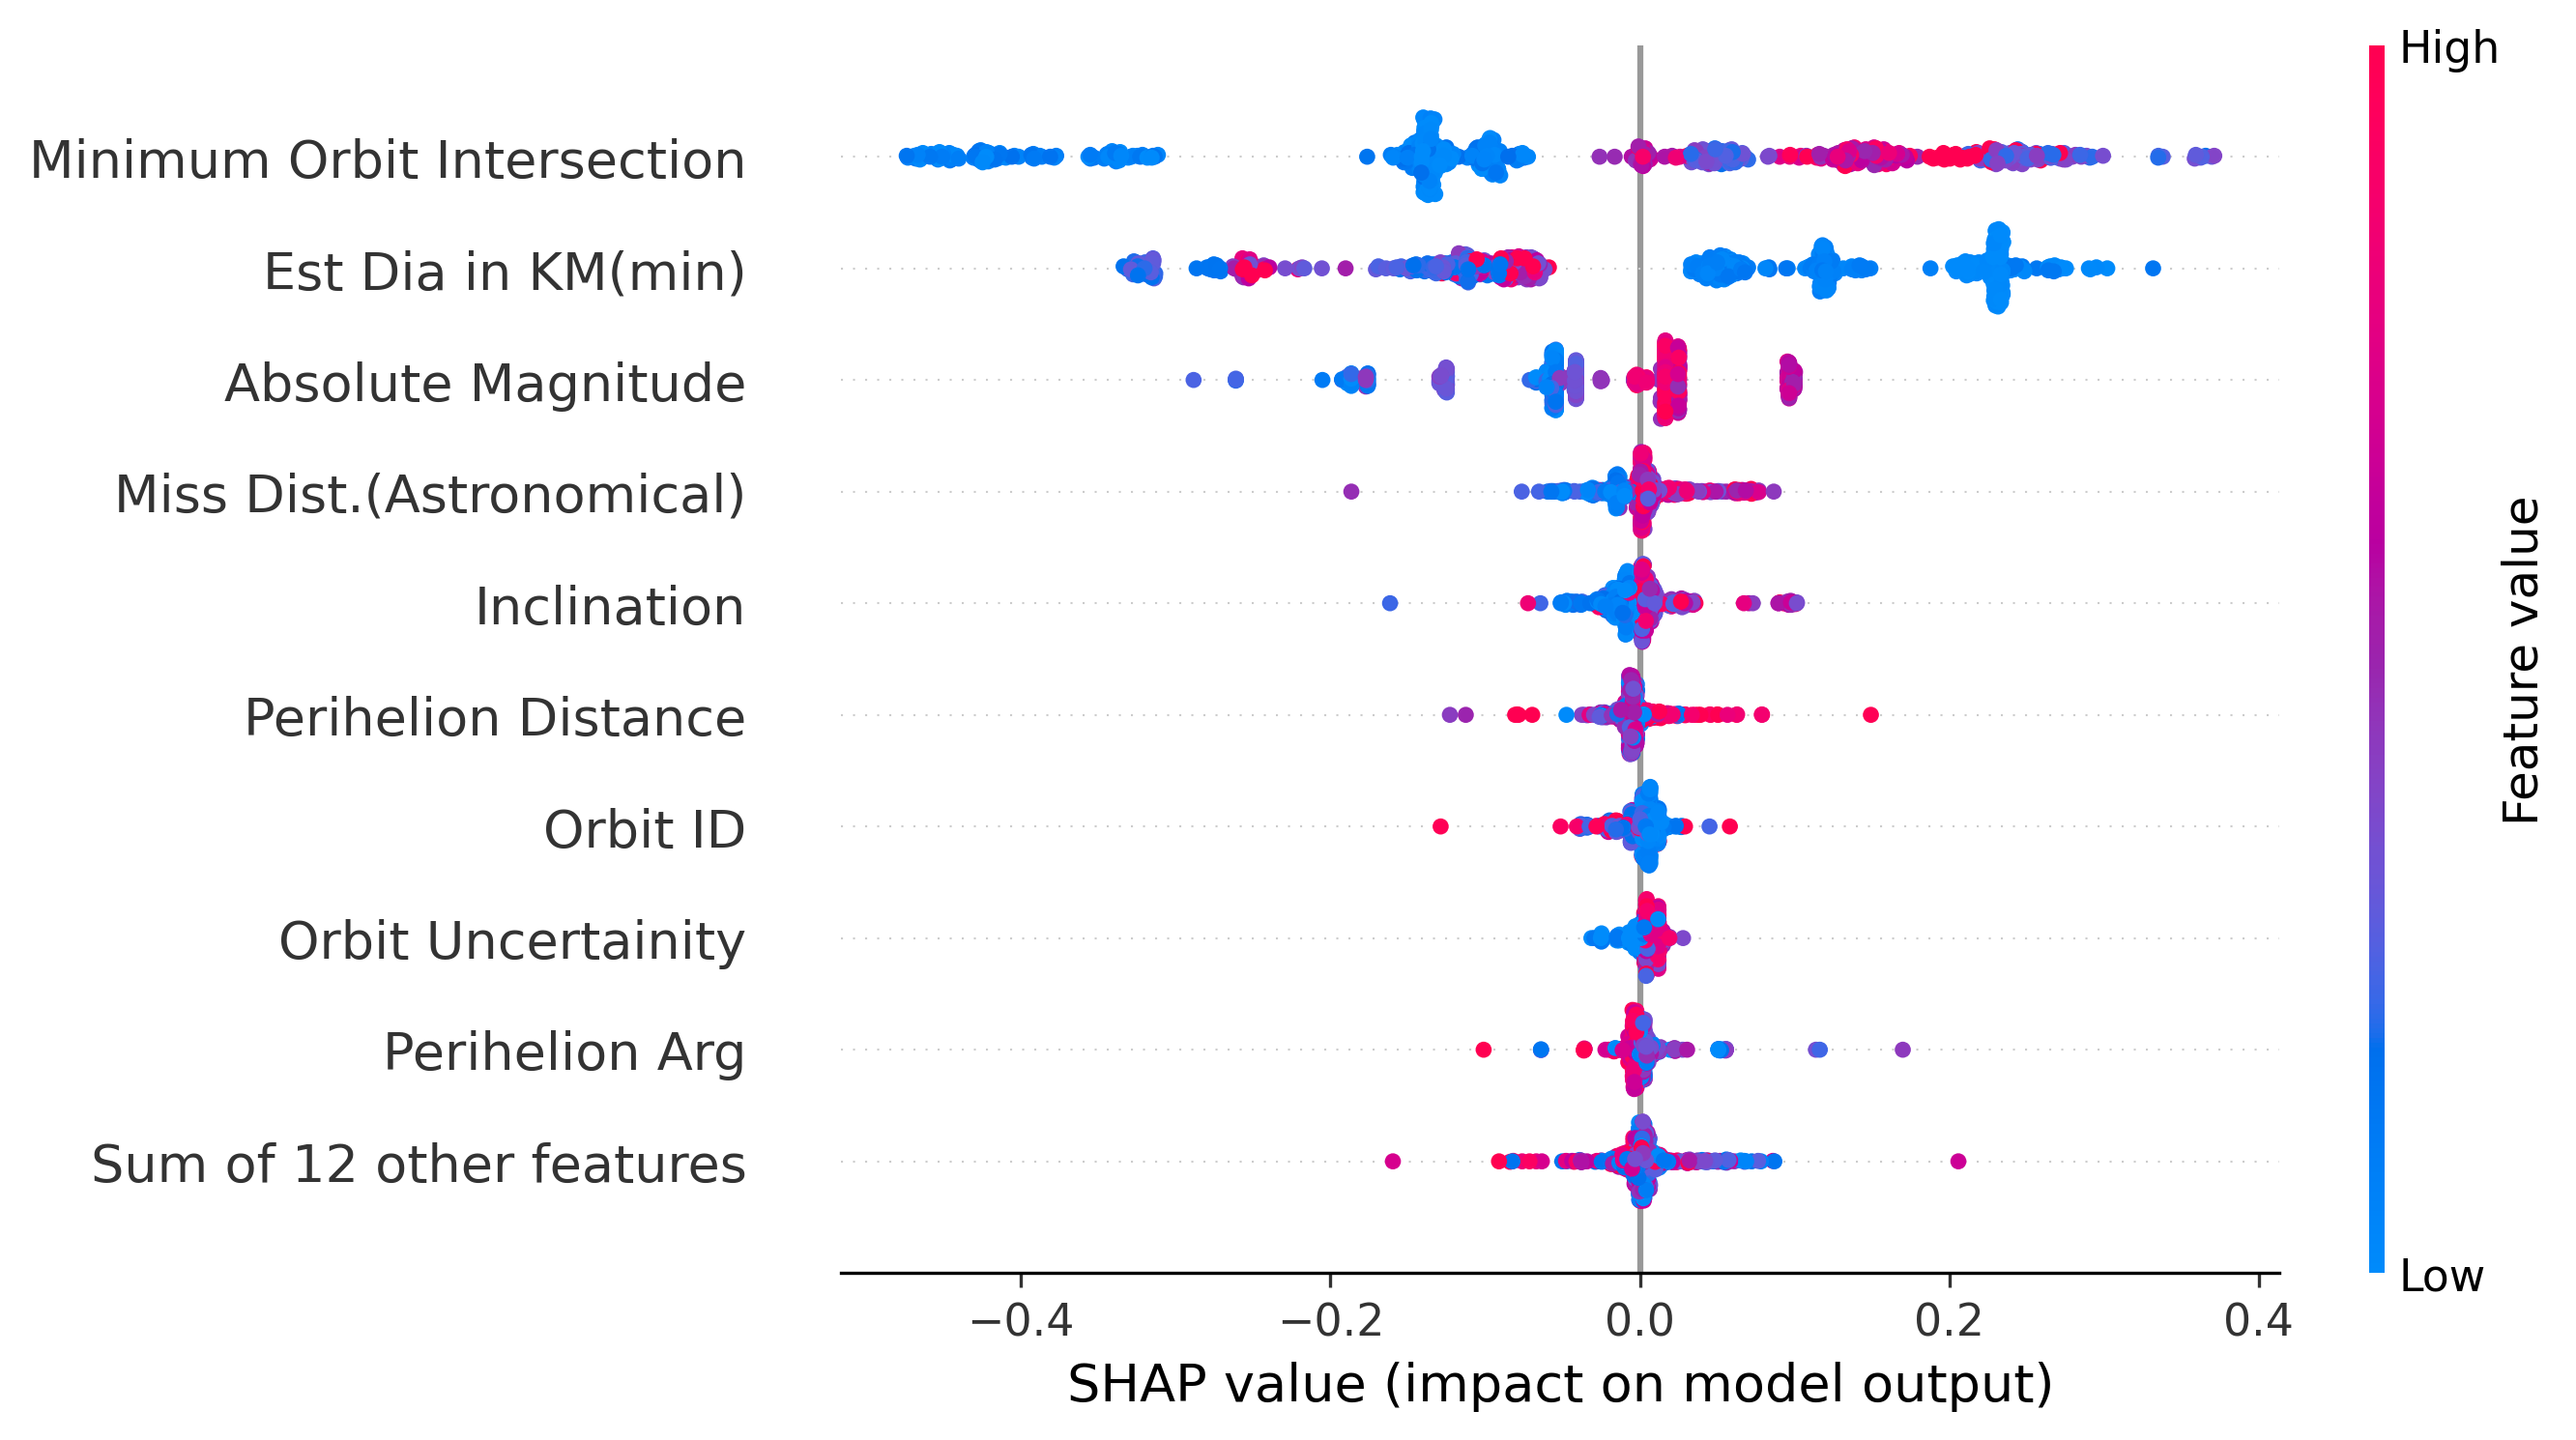 High
Minimum Orbit Intersection
Est Dia in KM(min)
Absolute Magnitude
Miss Dist.(Astronomical)
Inclination
Perihelion Distance
Orbit ID
Orbit Uncertainity
Perihelion Arg
Sum of 12 other features
Feature value
Low
−0.4 −0.2 0.0 0.2 0.4
SHAP value (impact on model output)